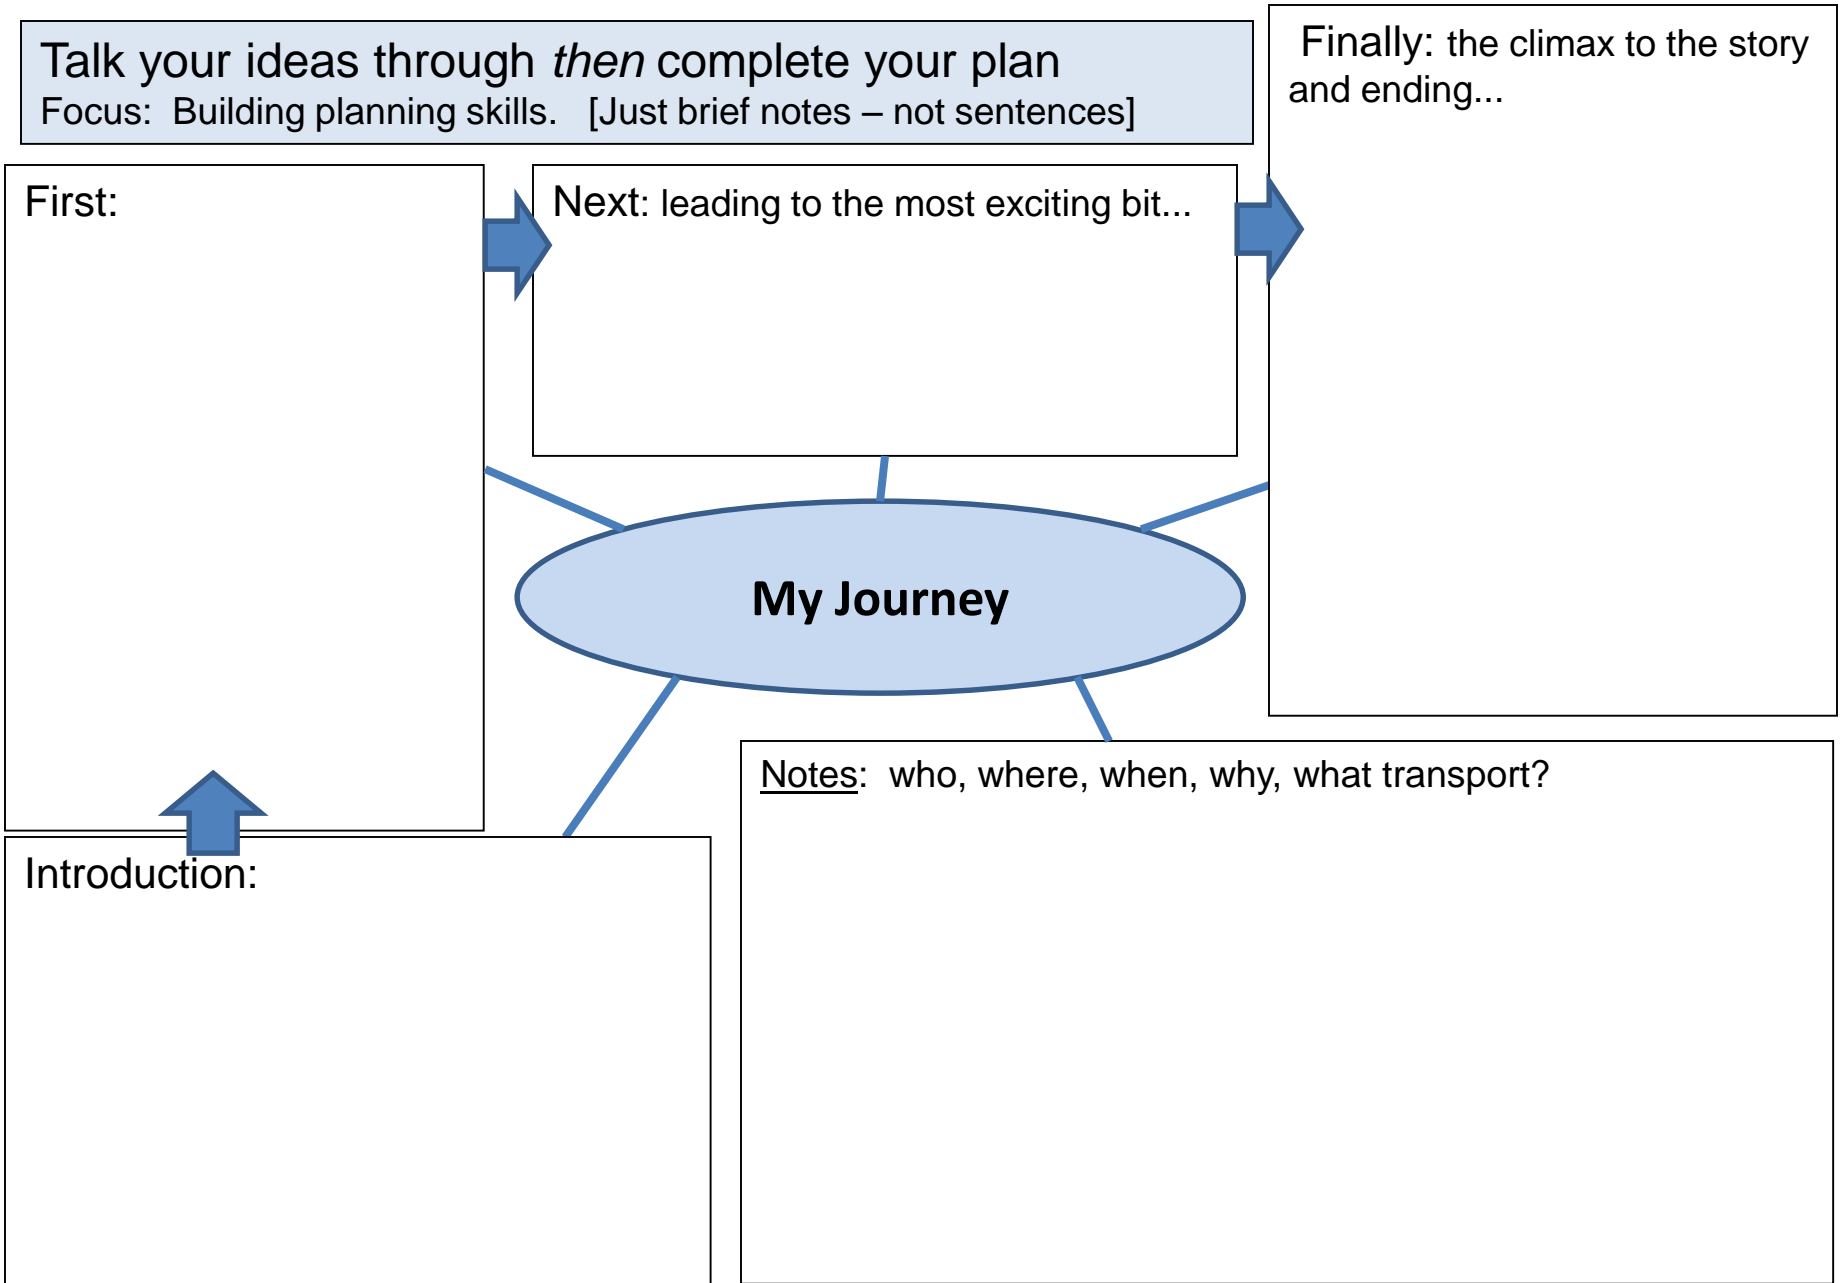 Talk your ideas through then complete your plan
Focus: Building planning skills. [Just brief notes – not sentences]
Finally: the climax to the story
and ending...
First:
Next: leading to the most exciting bit...
My Journey
Notes: who, where, when, why, what transport?
Introduction: